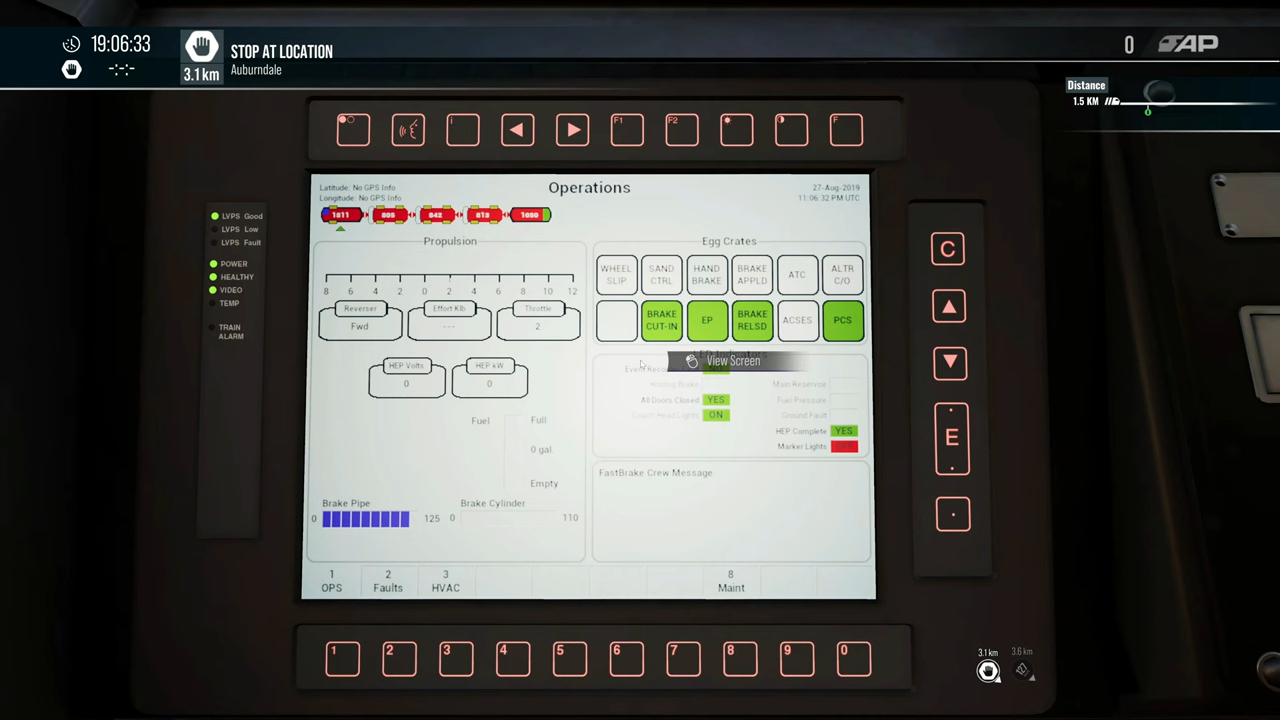 19:06:33
STOP AT LOCATION
3.1 km
Auburndale
0
AP
Distance
1.5 KM
i
F1
F2
F
Latitude: No GPS Info
Longitude: No GPS Info
Operations
27-Aug-2019
11:06:32 PM UTC
1811
LVPS Good
LVPS Low
LVPS Fault
POWER
HEALTHY
VIDEO
TEMP
TRAIN
ALARM
Propulsion
8 6 4 2 0 2 4 6 8 10 12
Reverser
Fwd
Effort Klb
---
Throttle
2
HEP Volts
0
HEP kW
0
Fuel
Full
0 gal.
Empty
Brake Pipe
0
125
Brake Cylinder
0
110
Egg Crates
WHEEL SLIP
SAND CTRL
HAND BRAKE
BRAKE APPLD
ATC
ALTR C/O
BRAKE CUT-IN
EP
BRAKE RELSD
ACSES
PCS
View Screen
Holding Brake
All Doors Closed YES
Coach Head Lights ON
Main Reservoir
Fuel Pressure
Ground Fault
HEP Complete YES
Marker Lights
FastBrake Crew Message
1 OPS
2 Faults
3 HVAC
8 Maint
C
E
1 2 3 4 5 6 7 8 9 0
3.1 km
3.6 km